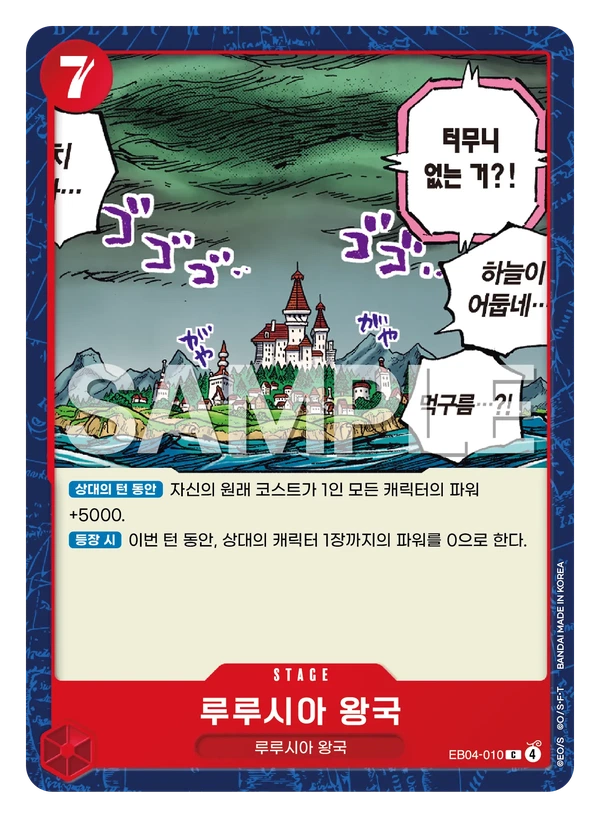 7
치
…
터무니
없는 거?!
하늘이
어둡네…
먹구름…?!
ゴゴゴ
ゴゴ
ガヤ
ガヤ
SAMPLE
상대의 턴 동안 자신의 원래 코스트가 1인 모든 캐릭터의 파워
+5000.
등장 시 이번 턴 동안, 상대의 캐릭터 1장까지의 파워를 0으로 한다.
STAGE
루루시아 왕국
루루시아 왕국
EB04-010 C 4
©E.O/S. ©O/S.F.T. BANDAI MADE IN KOREA